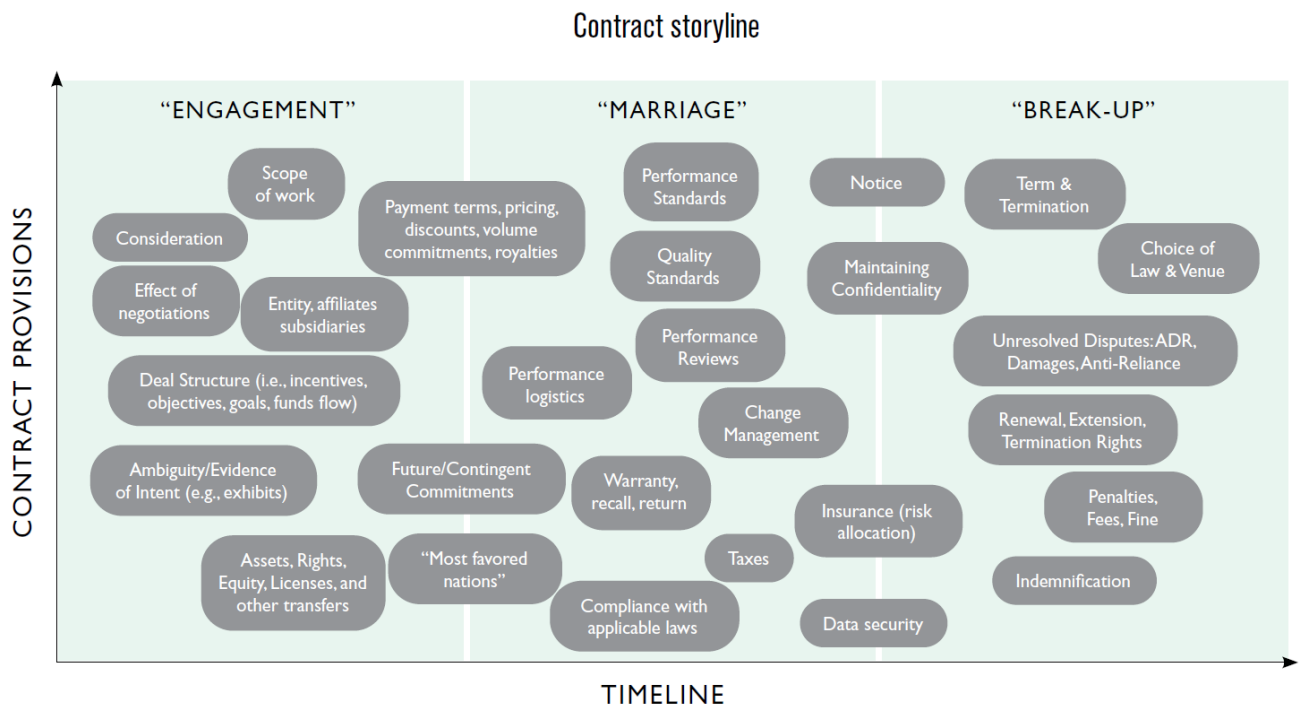 Contract storyline
CONTRACT PROVISIONS
“ENGAGEMENT”
Scope
of work
Consideration
Effect of
negotiations
Entity, affiliates
subsidiaries
Deal Structure (i.e., incentives,
objectives, goals, funds flow)
Ambiguity/Evidence
of Intent (e.g., exhibits)
Assets, Rights,
Equity, Licenses, and
other transfers
Payment terms, pricing,
discounts, volume
commitments, royalties
Future/Contingent
Commitments
“Most favored
nations”
“MARRIAGE”
Performance
Standards
Quality
Standards
Performance
Reviews
Performance
logistics
Change
Management
Warranty,
recall, return
Taxes
Compliance with
applicable laws
Notice
Maintaining
Confidentiality
Insurance (risk
allocation)
Data security
“BREAK-UP”
Term &
Termination
Choice of
Law & Venue
Unresolved Disputes: ADR,
Damages, Anti-Reliance
Renewal, Extension,
Termination Rights
Penalties,
Fees, Fine
Indemnification
TIMELINE